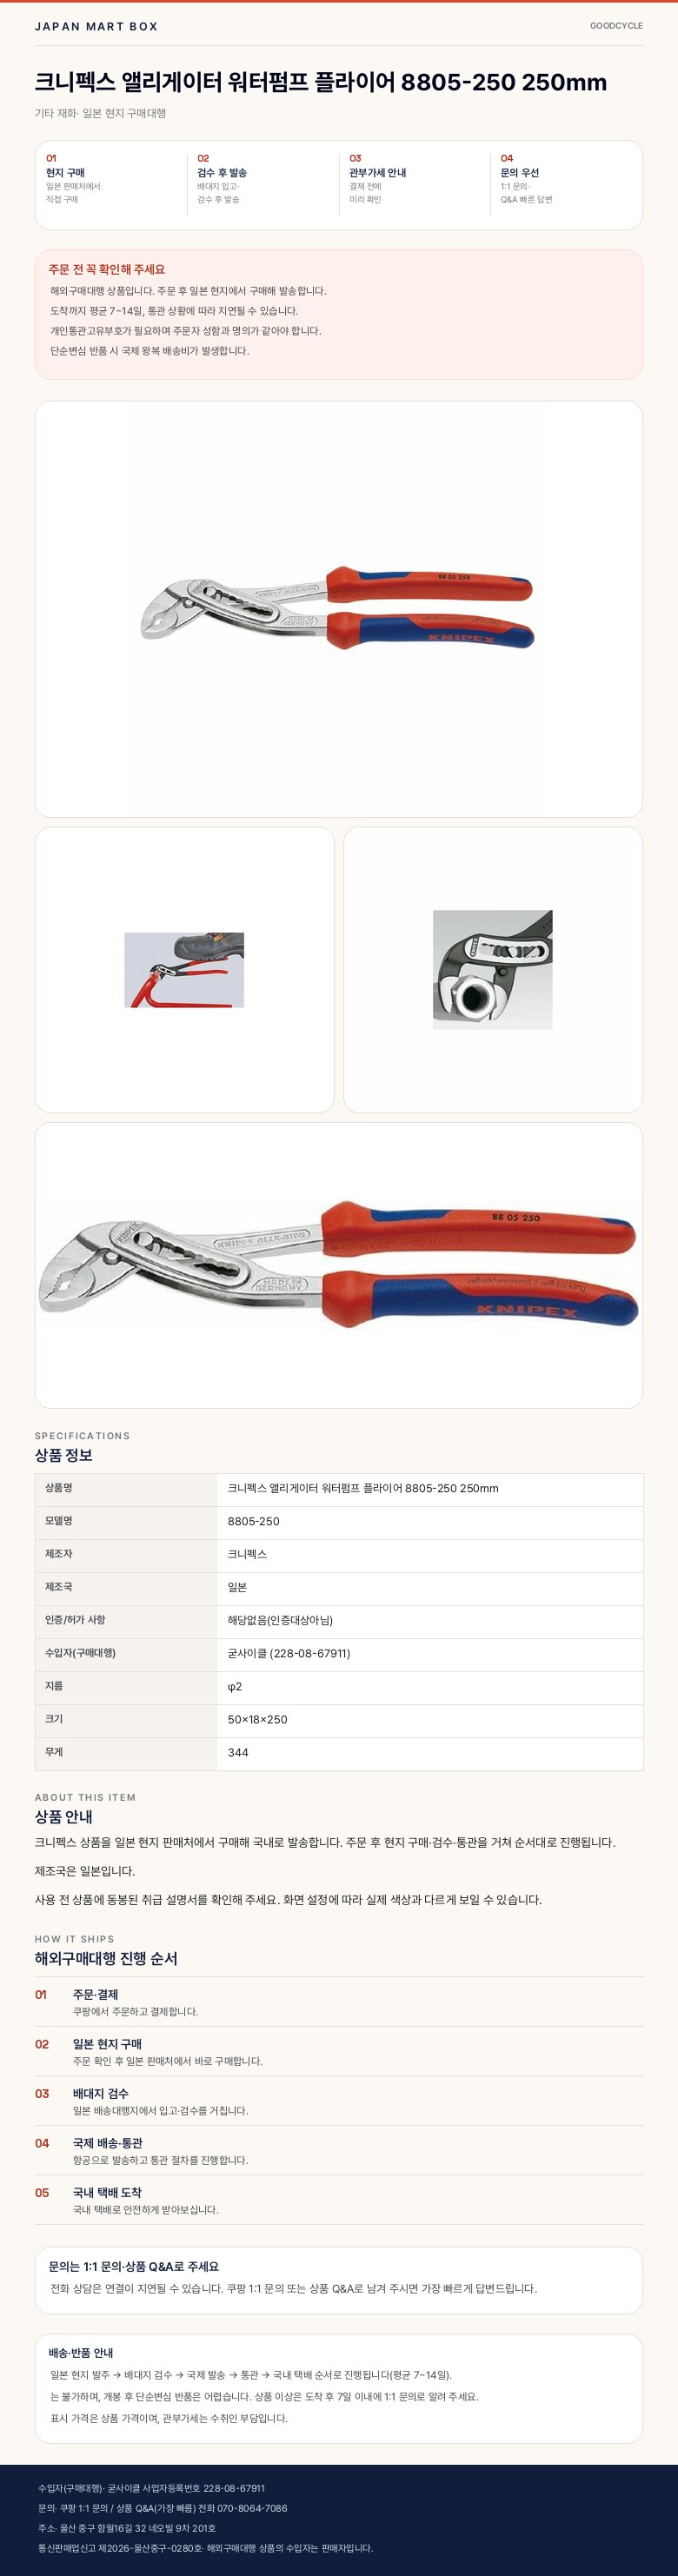 JAPAN MART BOX
GOODCYCLE
크니펙스 앨리게이터 워터펌프 플라이어 8805-250 250mm
기타 재화· 일본 현지 구매대행
01
현지 구매
일본 판매처에서
직접 구매
02
검수 후 발송
배대지 입고·
검수 후 발송
03
관부가세 안내
결제 전에
미리 확인
04
문의 우선
1:1 문의·
Q&A 빠른 답변
주문 전 꼭 확인해 주세요
해외구매대행 상품입니다. 주문 후 일본 현지에서 구매해 발송합니다.
도착까지 평균 7~14일, 통관 상황에 따라 지연될 수 있습니다.
개인통관고유부호가 필요하며 주문자 성함과 명의가 같아야 합니다.
단순변심 반품 시 국제 왕복 배송비가 발생합니다.
88 05 250
KNIPEX
88 05 250
MADE IN
GERMANY
KNIPEX
SPECIFICATIONS
상품 정보
상품명 크니펙스 앨리게이터 워터펌프 플라이어 8805-250 250mm
모델명 8805-250
제조자 크니펙스
제조국 일본
인증/허가 사항 해당없음(인증대상아님)
수입자(구매대행) 굳사이클 (228-08-67911)
지름 φ2
크기 50×18×250
무게 344
ABOUT THIS ITEM
상품 안내
크니펙스 상품을 일본 현지 판매처에서 구매해 국내로 발송합니다. 주문 후 현지 구매·검수·통관을 거쳐 순서대로 진행됩니다.
제조국은 일본입니다.
사용 전 상품에 동봉된 취급 설명서를 확인해 주세요. 화면 설정에 따라 실제 색상과 다르게 보일 수 있습니다.
HOW IT SHIPS
해외구매대행 진행 순서
01 주문·결제
쿠팡에서 주문하고 결제합니다.
02 일본 현지 구매
주문 확인 후 일본 판매처에서 바로 구매합니다.
03 배대지 검수
일본 배송대행지에서 입고·검수를 거칩니다.
04 국제 배송·통관
항공으로 발송하고 통관 절차를 진행합니다.
05 국내 택배 도착
국내 택배로 안전하게 받아보십니다.
문의는 1:1 문의·상품 Q&A로 주세요
전화 상담은 연결이 지연될 수 있습니다. 쿠팡 1:1 문의 또는 상품 Q&A로 남겨 주시면 가장 빠르게 답변드립니다.
배송·반품 안내
일본 현지 발주 → 배대지 검수 → 국제 발송 → 통관 → 국내 택배 순서로 진행됩니다(평균 7~14일).
는 불가하며, 개봉 후 단순변심 반품은 어렵습니다. 상품 이상은 도착 후 7일 이내에 1:1 문의로 알려 주세요.
표시 가격은 상품 가격이며, 관부가세는 수취인 부담입니다.
수입자(구매대행)· 굳사이클 사업자등록번호 228-08-67911
문의· 쿠팡 1:1 문의 / 상품 Q&A(가장 빠름) 전화 070-8064-7086
주소· 울산 중구 함월16길 32 네오빌 9차 201호
통신판매업신고 제2026-울산중구-0280호· 해외구매대행 상품의 수입자는 판매자입니다.